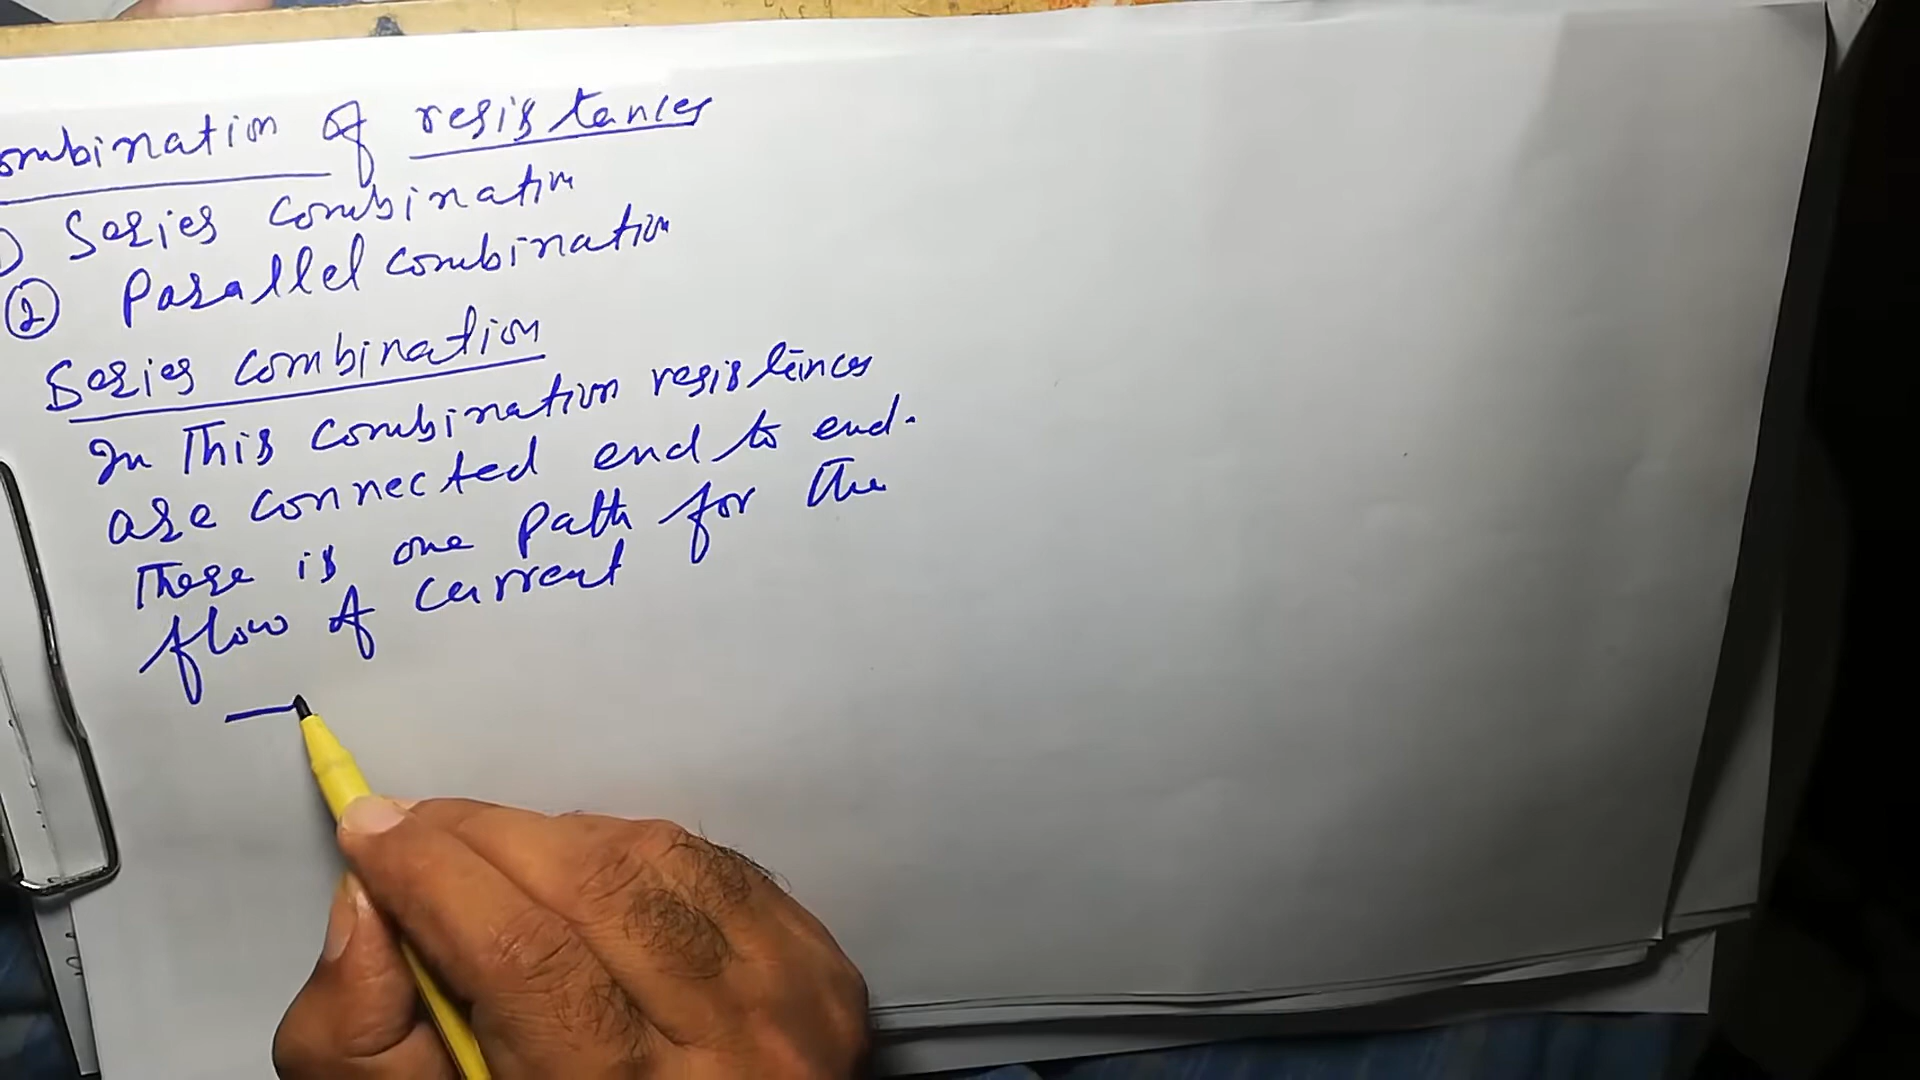 ombination of resistances
) Series combination
② Parallel combination
Series combination
In This combination resistances
are connected end to end.
There is one path for the
flow of current